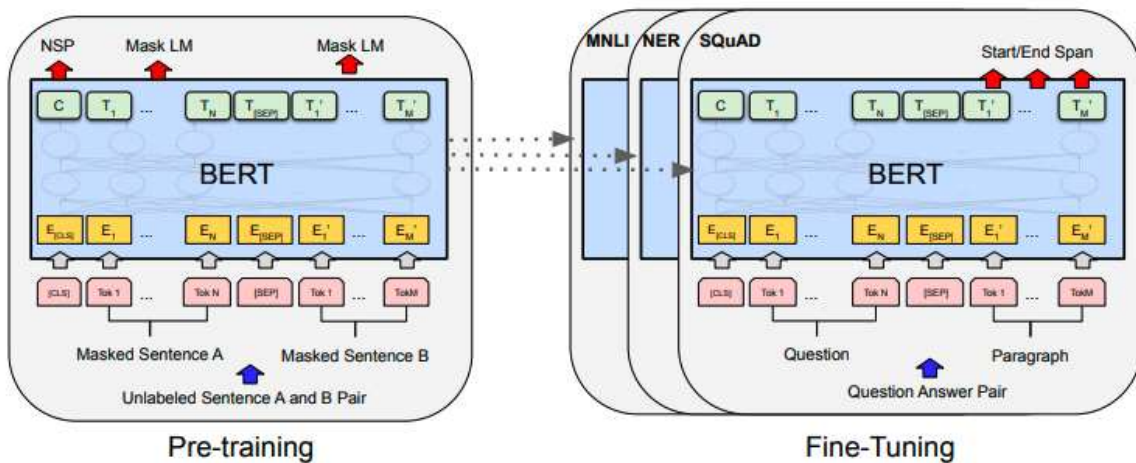 NSP Mask LM Mask LM
C T1 ... TN T[SEP] T1' ... TM'
BERT
E[CLS] E1 ... EN E[SEP] E1' ... EM'
[CLS] Tok 1 ... Tok N [SEP] Tok 1 ... TokM
Masked Sentence A Masked Sentence B
Unlabeled Sentence A and B Pair
Pre-training
MNLI NER SQuAD
Start/End Span
C T1 ... TN T[SEP] T1' ... TM'
BERT
E[CLS] E1 ... EN E[SEP] E1' ... EM'
[CLS] Tok 1 ... Tok N [SEP] Tok 1 ... TokM
Question Paragraph
Question Answer Pair
Fine-Tuning